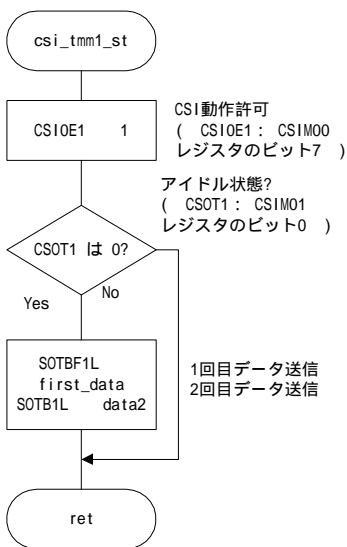 csi_tmm1_st
CSIOE1 1
CSI動作許可
( CSIOE1 : CSIM00
レジスタのビット7 )
アイドル状態?
( CSOT1 : CSIM01
レジスタのビット0 )
CSOT1 は 0?
Yes
No
SOTBF1L
first_data
SOTB1L data2
1回目データ送信
2回目データ送信
ret